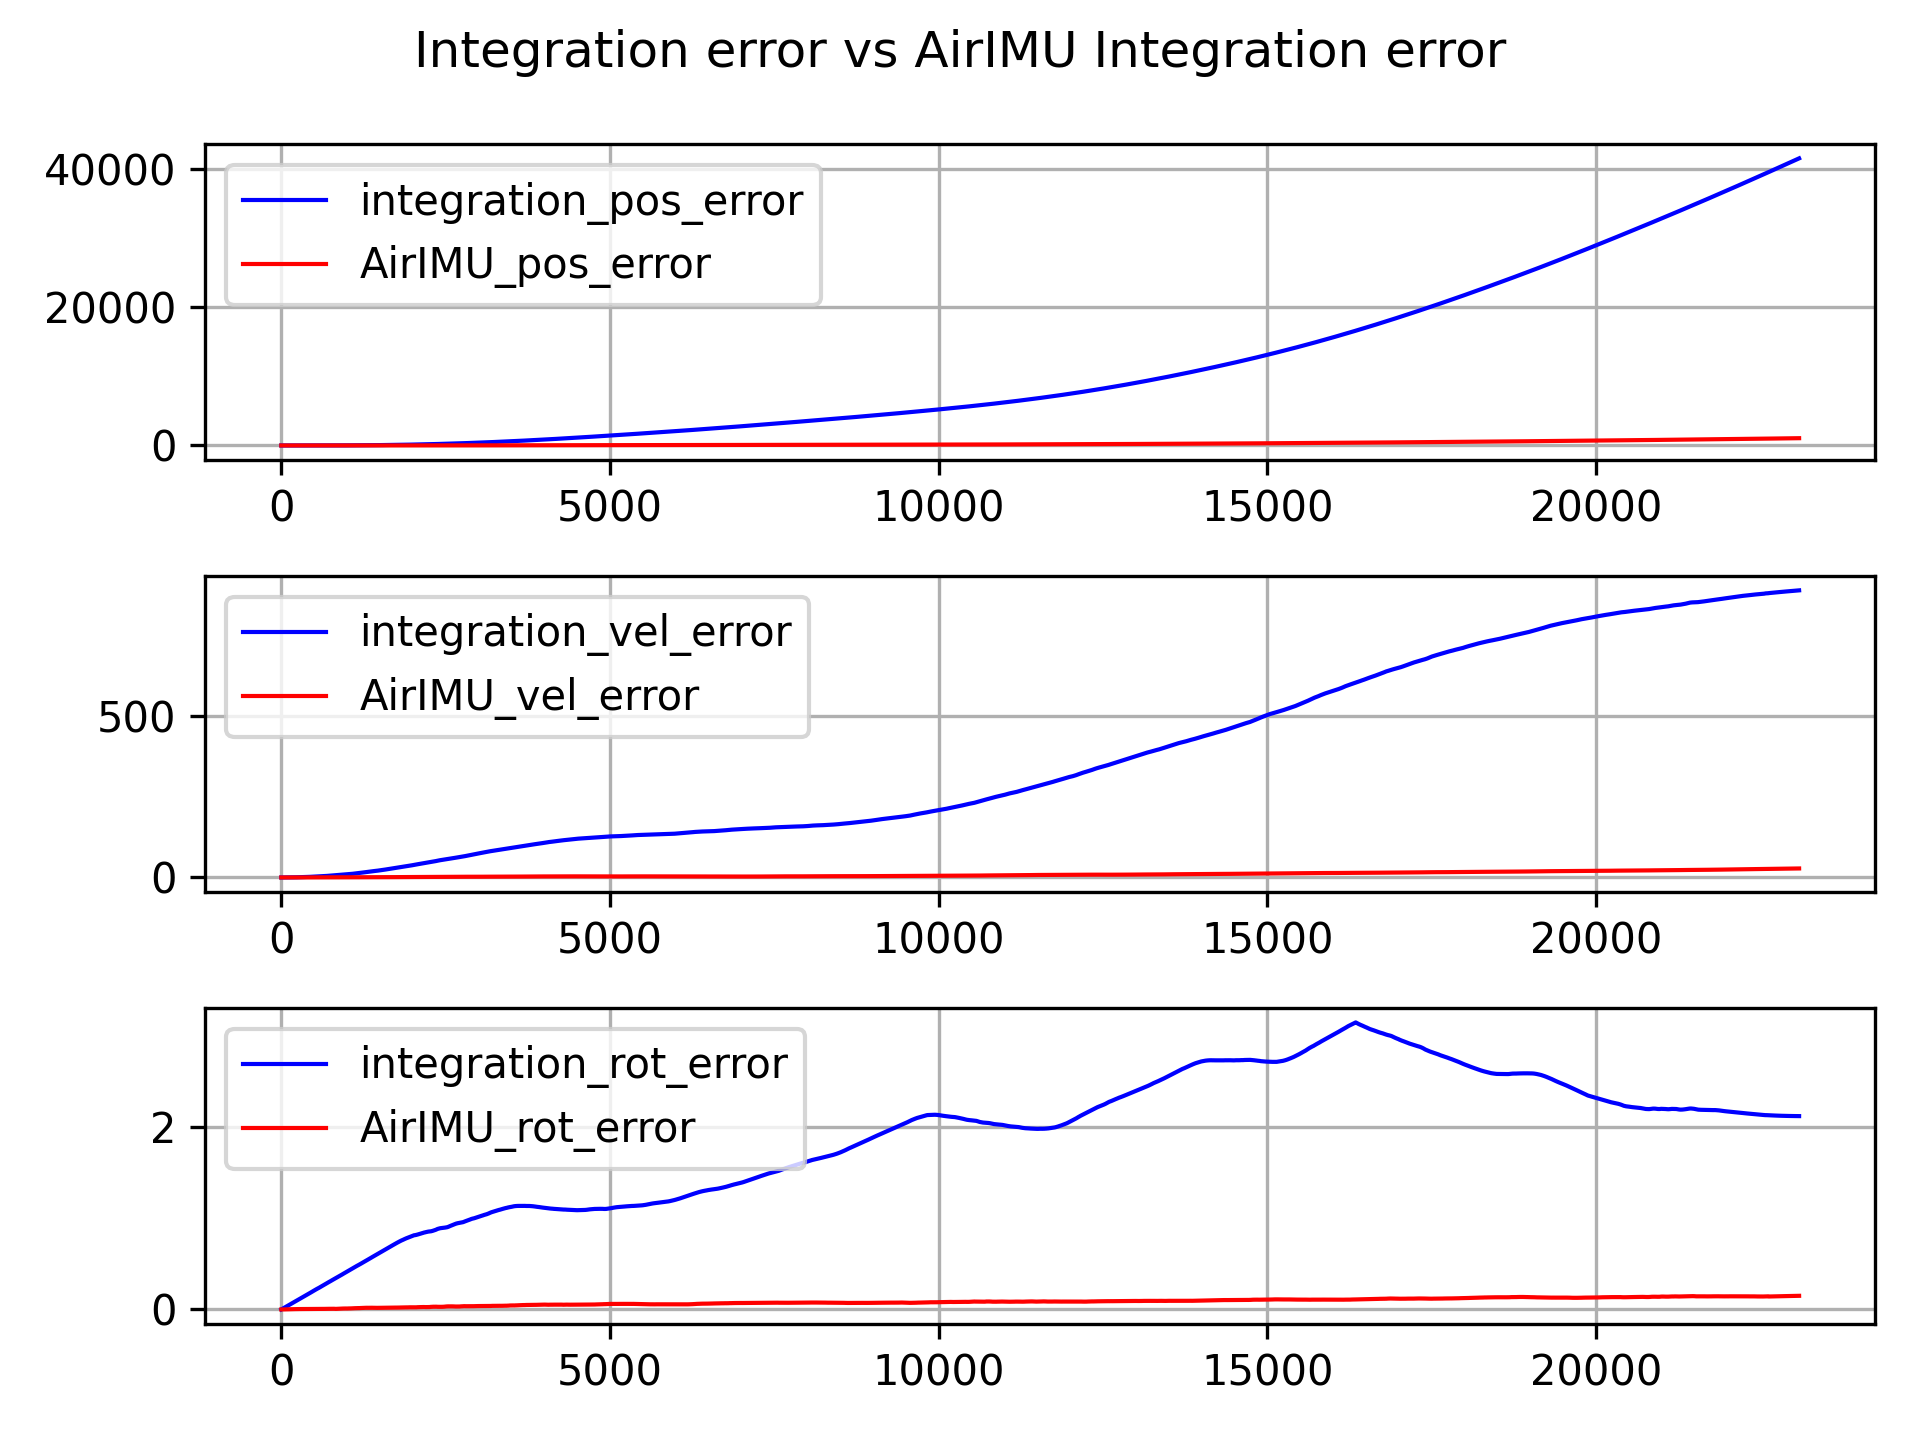 Integration error vs AirIMU Integration error
40000
20000
0
integration_pos_error
AirIMU_pos_error
0 5000 10000 15000 20000
500
0
integration_vel_error
AirIMU_vel_error
0 5000 10000 15000 20000
2
0
integration_rot_error
AirIMU_rot_error
0 5000 10000 15000 20000